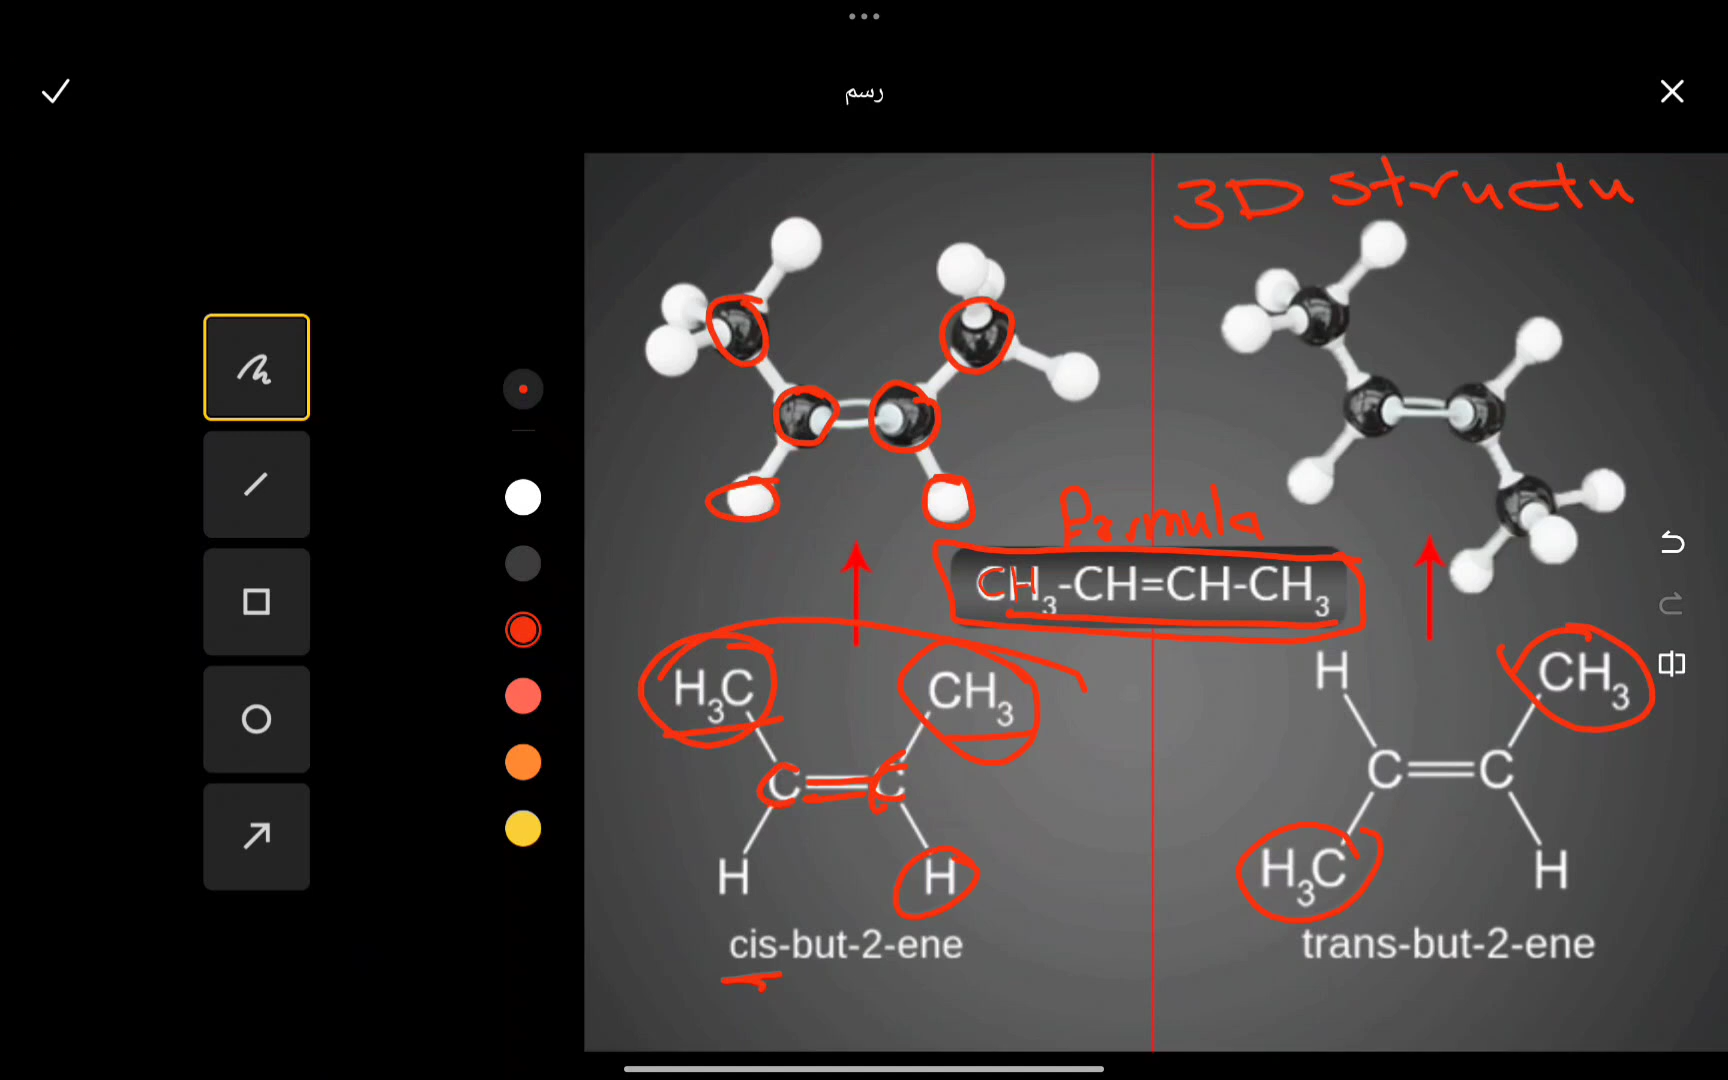 رسم
3D structu
Formula
CH₃-CH=CH-CH₃
CH
H₃C CH₃
C=C
H H
cis-but-2-ene
H CH₃
C=C
H₃C H
trans-but-2-ene